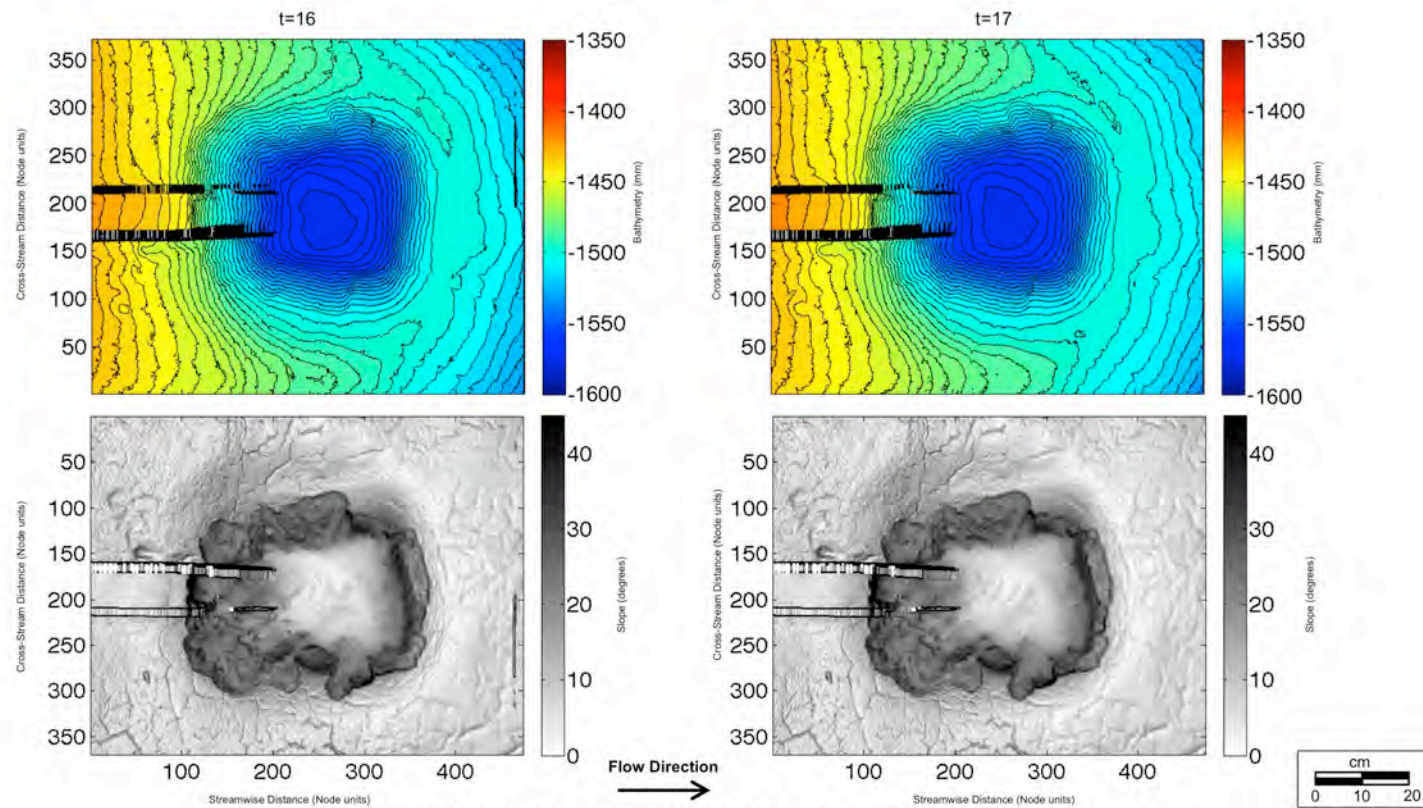 t=16
t=17
350
300
250
200
150
100
50
Cross-Stream Distance (Node units)
-1350
-1400
-1450
-1500
-1550
-1600
Bathymetry (mm)
350
300
250
200
150
100
50
Cross-Stream Distance (Node units)
-1350
-1400
-1450
-1500
-1550
-1600
Bathymetry (mm)
50
100
150
200
250
300
350
Cross-Stream Distance (Node units)
100 200 300 400
Streamwise Distance (Node units)
40
30
20
10
0
Slope (degrees)
Flow Direction
50
100
150
200
250
300
350
Cross-Stream Distance (Node units)
100 200 300 400
Streamwise Distance (Node units)
40
30
20
10
0
Slope (degrees)
cm
0 10 20